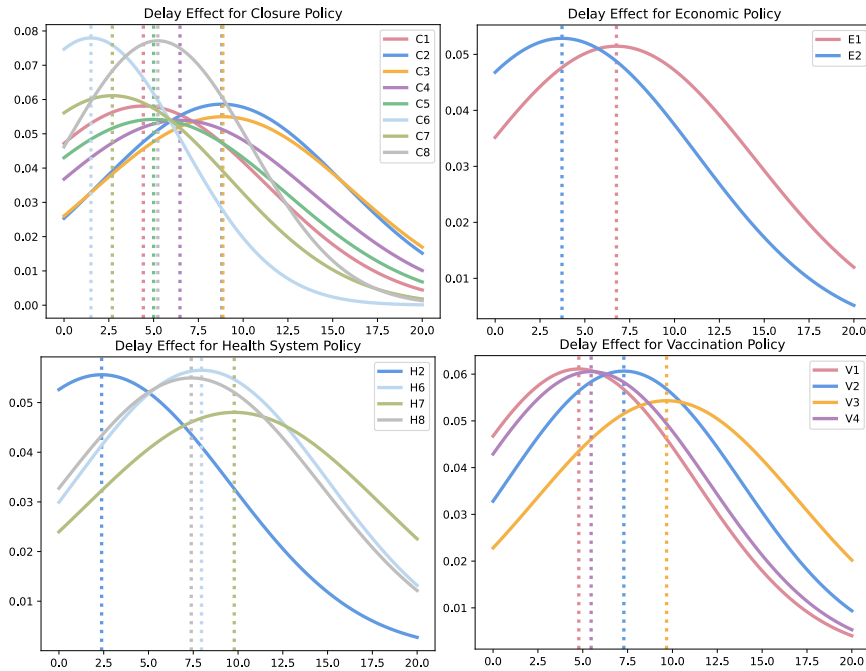 Delay Effect for Closure Policy
0.08
0.07
0.06
0.05
0.04
0.03
0.02
0.01
0.00
C1
C2
C3
C4
C5
C6
C7
C8
0.0 2.5 5.0 7.5 10.0 12.5 15.0 17.5 20.0
Delay Effect for Economic Policy
0.05
0.04
0.03
0.02
0.01
E1
E2
0.0 2.5 5.0 7.5 10.0 12.5 15.0 17.5 20.0
Delay Effect for Health System Policy
0.05
0.04
0.03
0.02
0.01
H2
H6
H7
H8
0.0 2.5 5.0 7.5 10.0 12.5 15.0 17.5 20.0
Delay Effect for Vaccination Policy
0.06
0.05
0.04
0.03
0.02
0.01
V1
V2
V3
V4
0.0 2.5 5.0 7.5 10.0 12.5 15.0 17.5 20.0